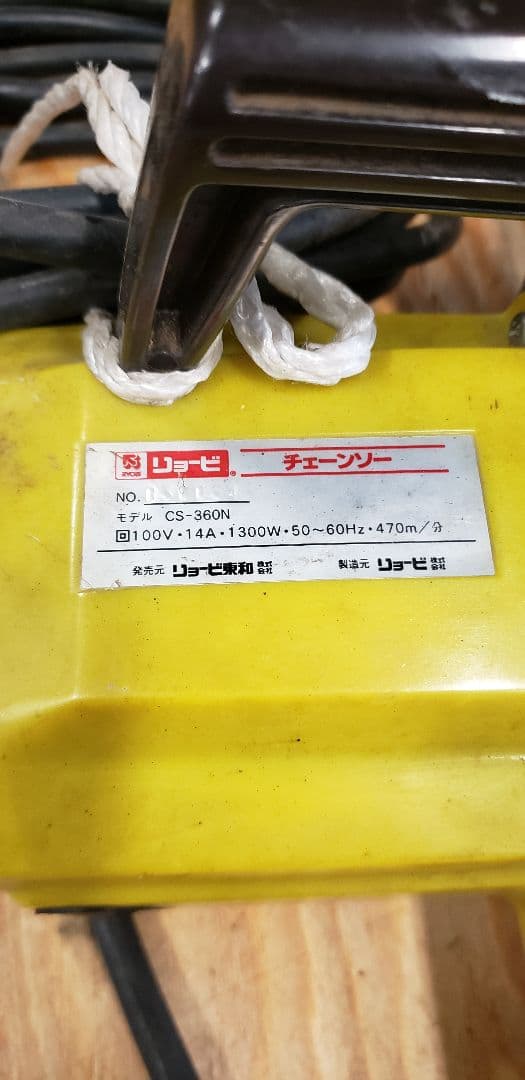 RYOBI リョービ® チェーンソー
NO.
モデル CS-360N
回100V・14A・1300W・50～60Hz・470m/分
発売元 リョービ東和株式会社 製造元 リョービ株式会社